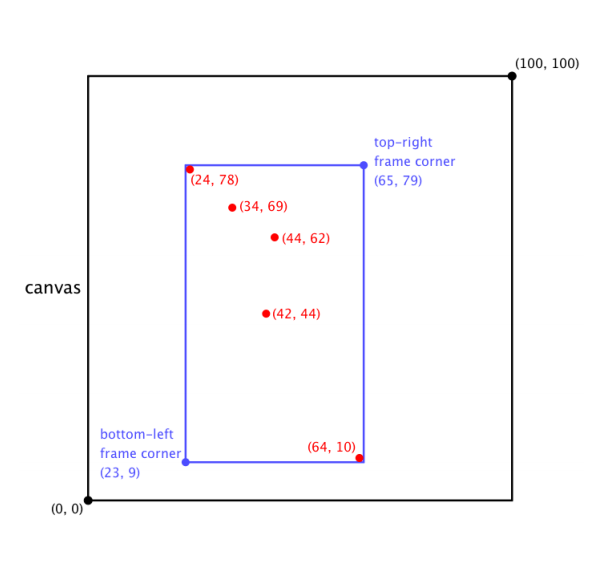 (100, 100)
top-right
frame corner
(65, 79)
(24, 78)
(34, 69)
(44, 62)
canvas
(42, 44)
bottom-left
frame corner
(23, 9)
(64, 10)
(0, 0)